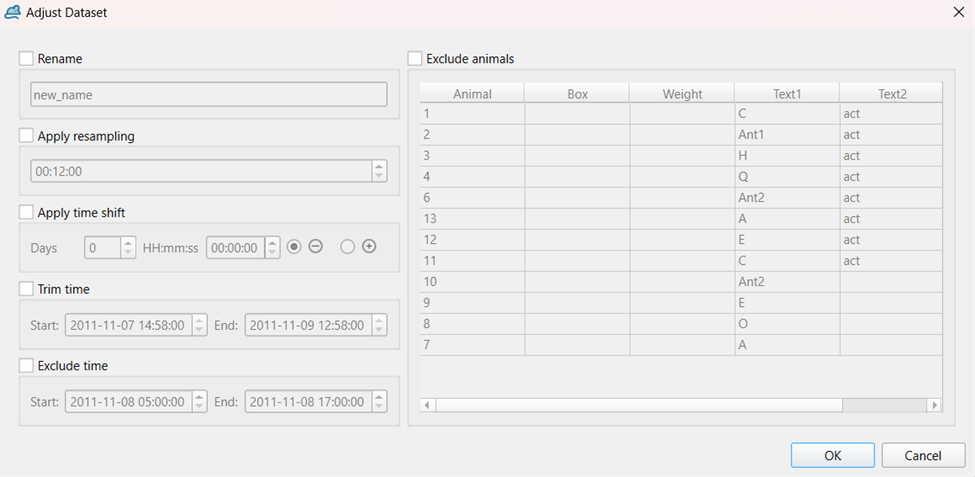 Adjust Dataset
Rename
new_name
Apply resampling
00:12:00
Apply time shift
Days 0 HH:mm:ss 00:00:00
Trim time
Start: 2011-11-07 14:58:00 End: 2011-11-09 12:58:00
Exclude time
Start: 2011-11-08 05:00:00 End: 2011-11-08 17:00:00
Exclude animals
Animal Box Weight Text1 Text2
1 C act
2 Ant1 act
3 H act
4 Q act
6 Ant2 act
13 A act
12 E act
11 C act
10 Ant2
9 E
8 O
7 A
OK Cancel